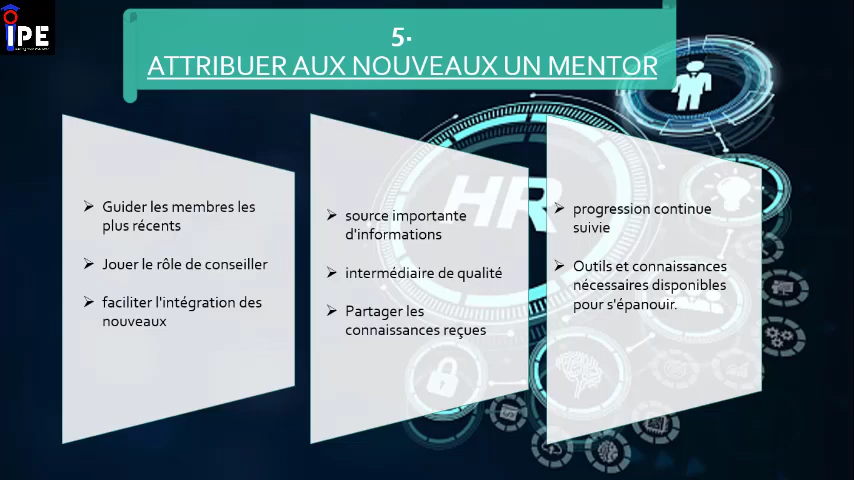 IPE
5.
ATTRIBUER AUX NOUVEAUX UN MENTOR
HR
➢ Guider les membres les
plus récents
➢ Jouer le rôle de conseiller
➢ faciliter l'intégration des
nouveaux
➢ source importante
d'informations
➢ intermédiaire de qualité
➢ Partager les
connaissances reçues
➢ progression continue
suivie
➢ Outils et connaissances
nécessaires disponibles
pour s'épanouir.